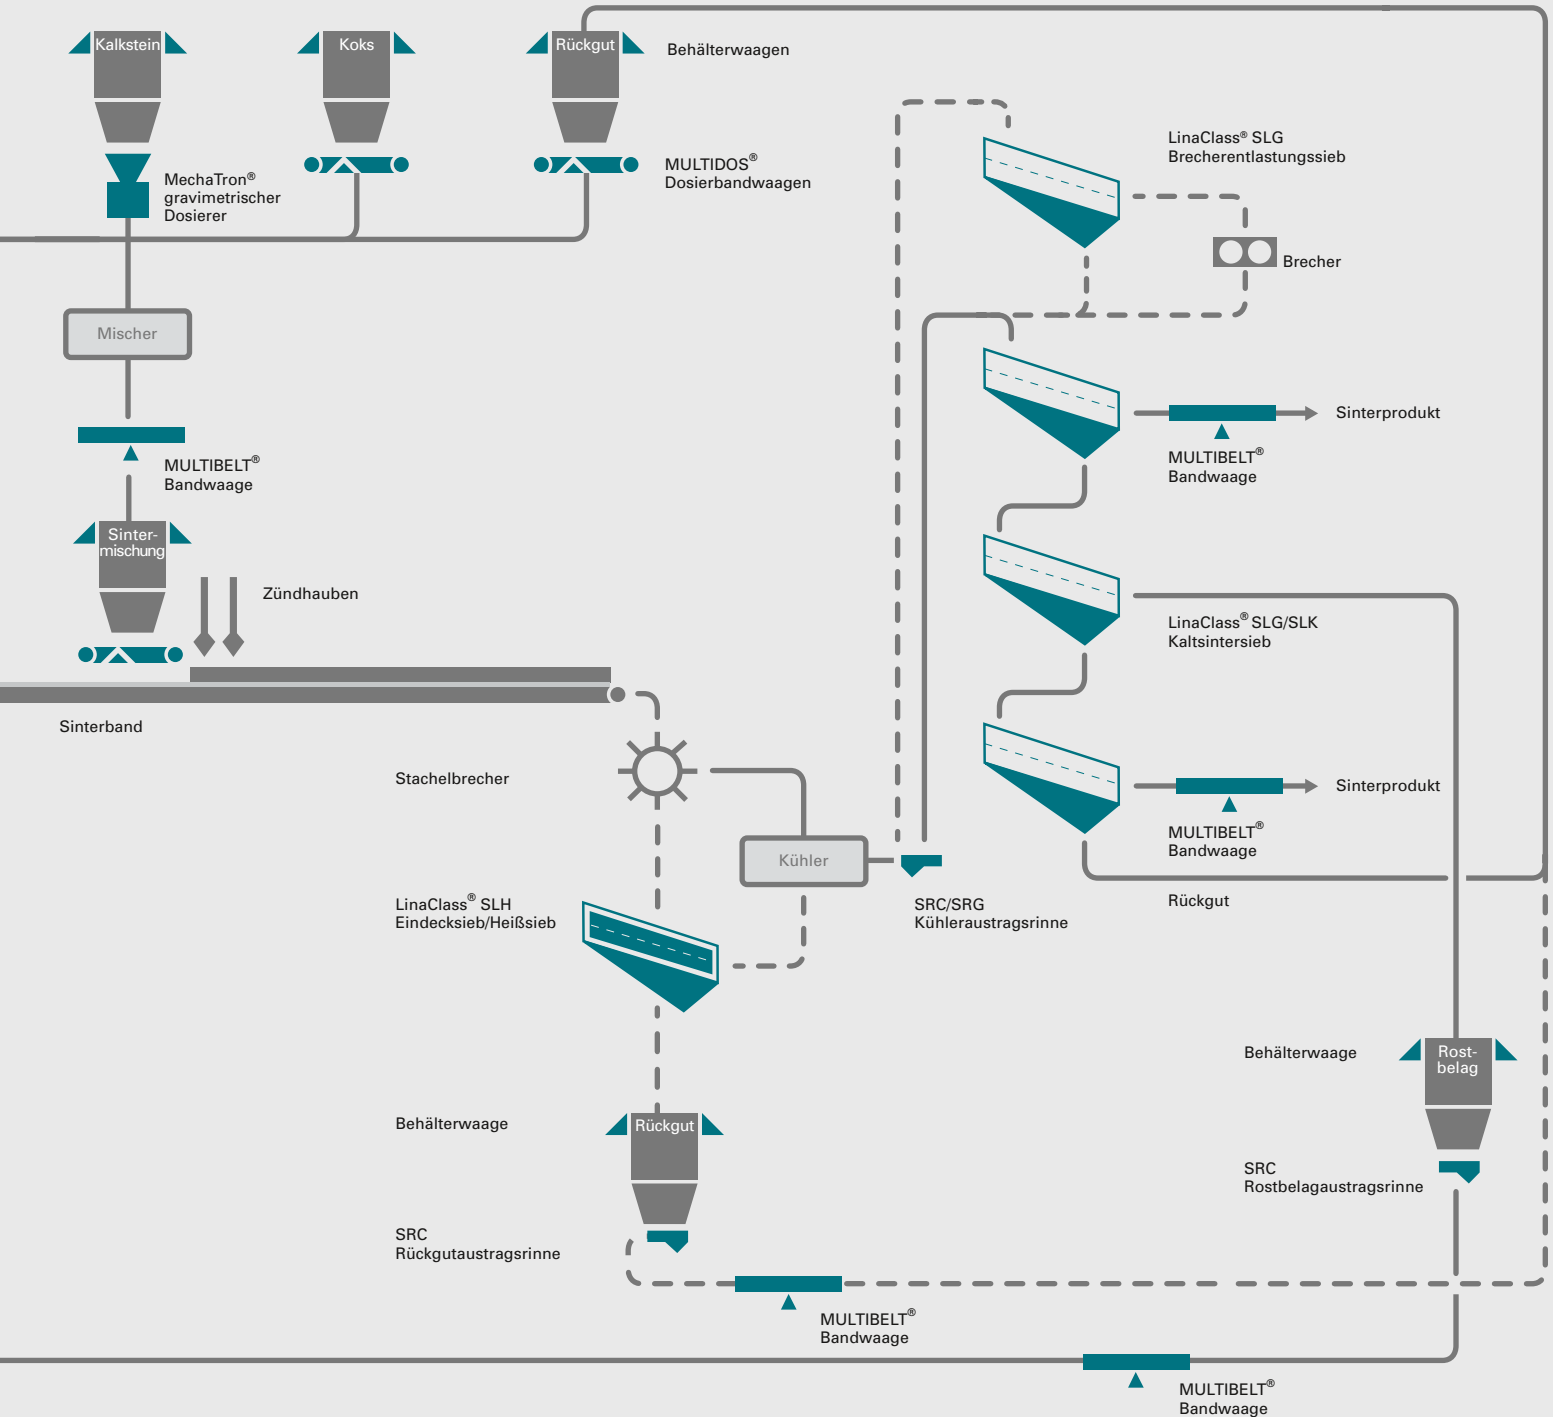 Kalkstein
Koks
Rückgut
Behälterwaagen
MechaTron®
gravimetrischer
Dosierer
MULTIDOS®
Dosierbandwaagen
LinaClass® SLG
Brecherentlastungssieb
Brecher
Mischer
MULTIBELT®
Bandwaage
Sinterprodukt
MULTIBELT®
Bandwaage
Sinter-
mischung
Zündhauben
LinaClass® SLG/SLK
Kaltsintersieb
Sinterband
Stachelbrecher
Sinterprodukt
MULTIBELT®
Bandwaage
Kühler
LinaClass® SLH
Eindecksieb/Heißsieb
SRC/SRG
Kühleraustragsrinne
Rückgut
Behälterwaage
Rost-
belag
Behälterwaage
Rückgut
SRC
Rostbelagaustragsrinne
SRC
Rückgutaustragsrinne
MULTIBELT®
Bandwaage
MULTIBELT®
Bandwaage